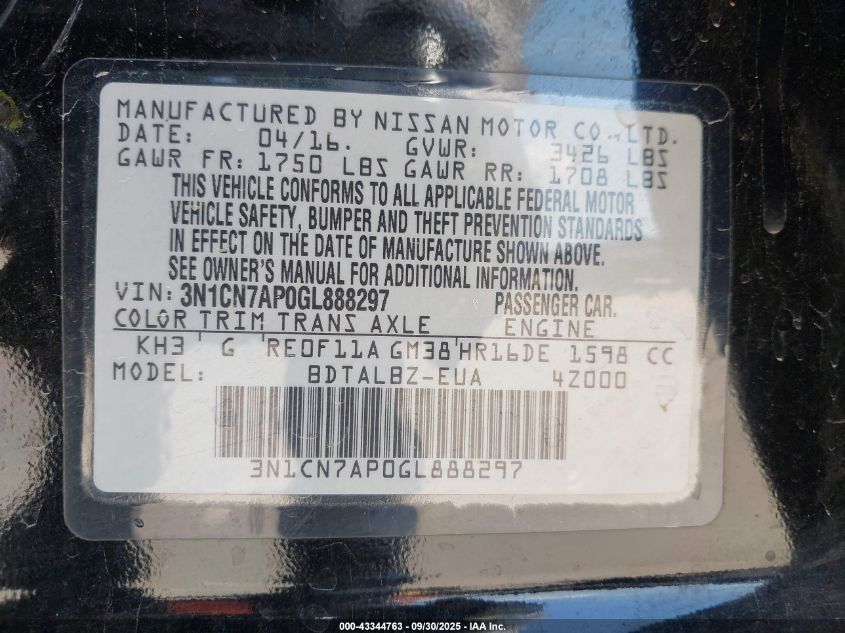 MANUFACTURED BY NISSAN MOTOR CO.,LTD.
DATE: 04/16. GVWR: 3426 LBS
GAWR FR: 1750 LBS GAWR RR: 1708 LBS
THIS VEHICLE CONFORMS TO ALL APPLICABLE FEDERAL MOTOR
VEHICLE SAFETY, BUMPER AND THEFT PREVENTION STANDARDS
IN EFFECT ON THE DATE OF MANUFACTURE SHOWN ABOVE.
SEE OWNER'S MANUAL FOR ADDITIONAL INFORMATION.
VIN: 3N1CN7AP0GL888297 PASSENGER CAR.
COLOR TRIM TRANS AXLE ENGINE
KH3 G RE0F11A GM38 HR16DE 1598 CC
MODEL: BDTALBZ-EUA 4Z000
3N1CN7AP0GL888297
000-43344763 - 09/30/2025 - IAA Inc.